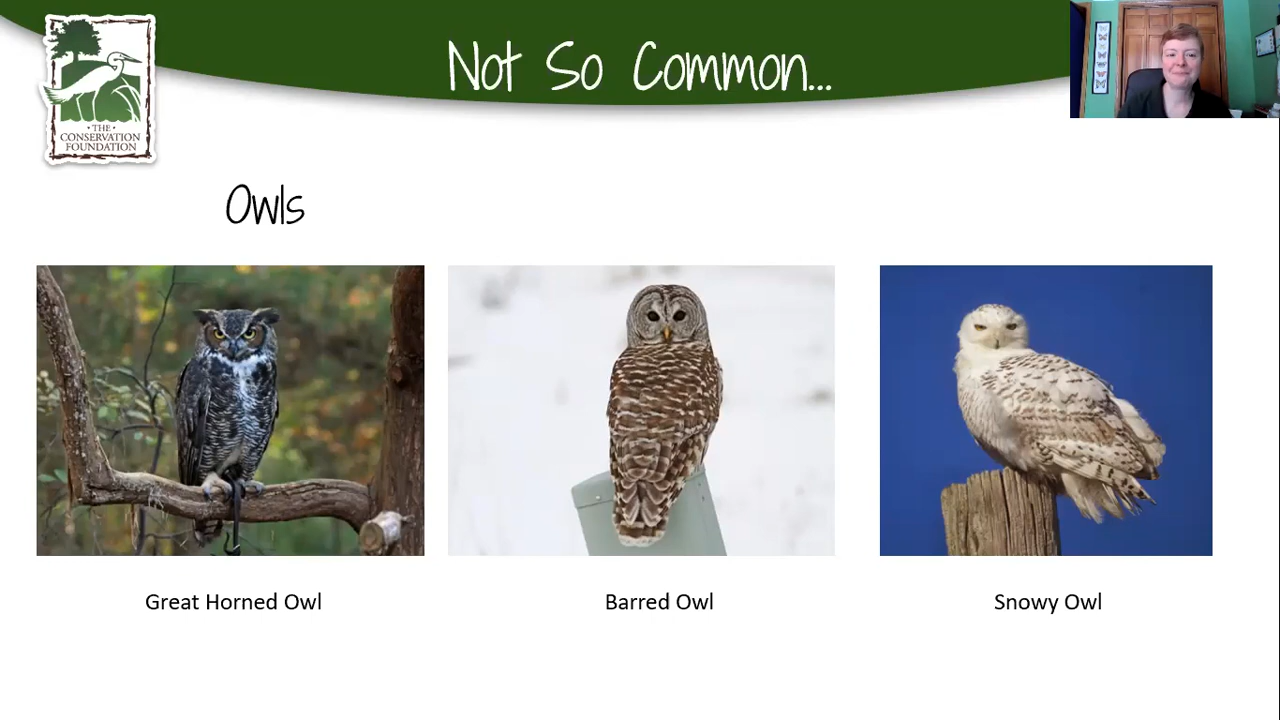 Not So Common...
• THE •
CONSERVATION
FOUNDATION
Owls
Great Horned Owl
Barred Owl
Snowy Owl